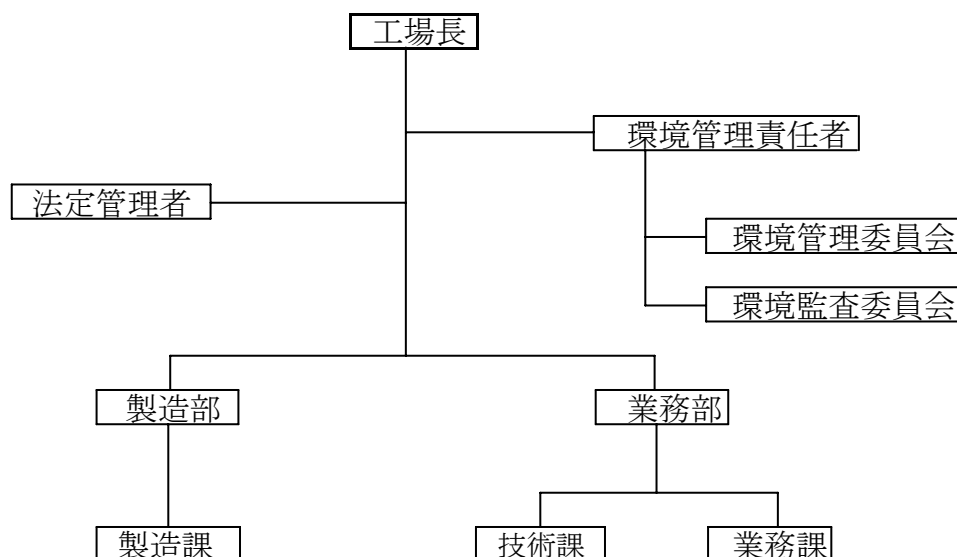 工場長
環境管理責任者
法定管理者
環境管理委員会
環境監査委員会
製造部
業務部
製造課
技術課
業務課